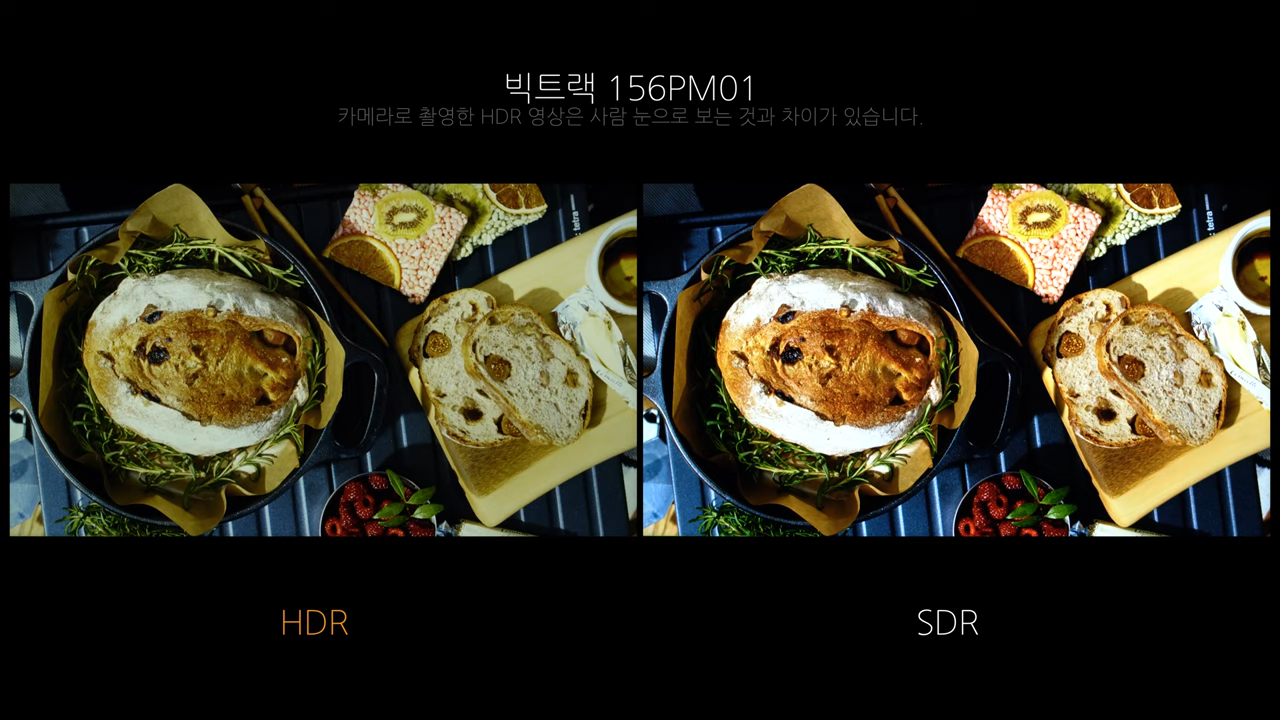 빅트랙 156PM01
카메라로 촬영한 HDR 영상은 사람 눈으로 보는 것과 차이가 있습니다.
: tetra
HDR
SDR